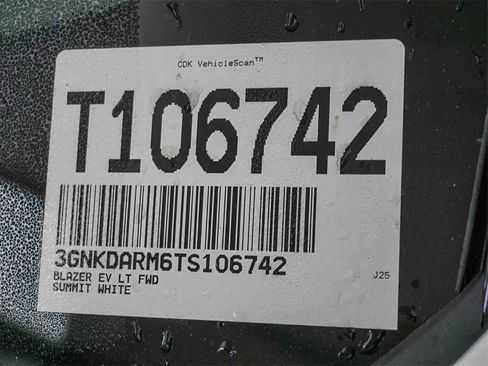 CDK VehicleScan™
T106742
3GNKDARM6TS106742
BLAZER EV LT FWD
SUMMIT WHITE
J25